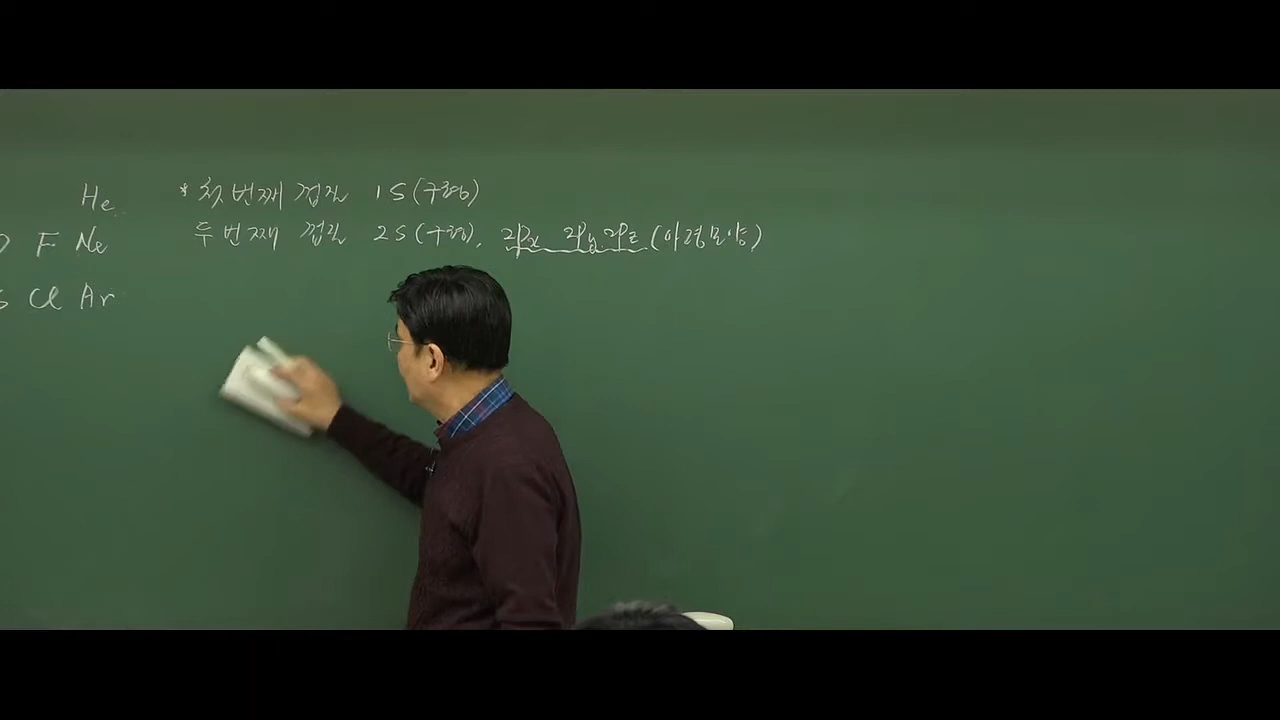 He * 첫번째 껍질 1S(구형)
F Ne 두번째 껍질 2S(구형), 2Px 2Py 2Pz (아령모양)
Cl Ar